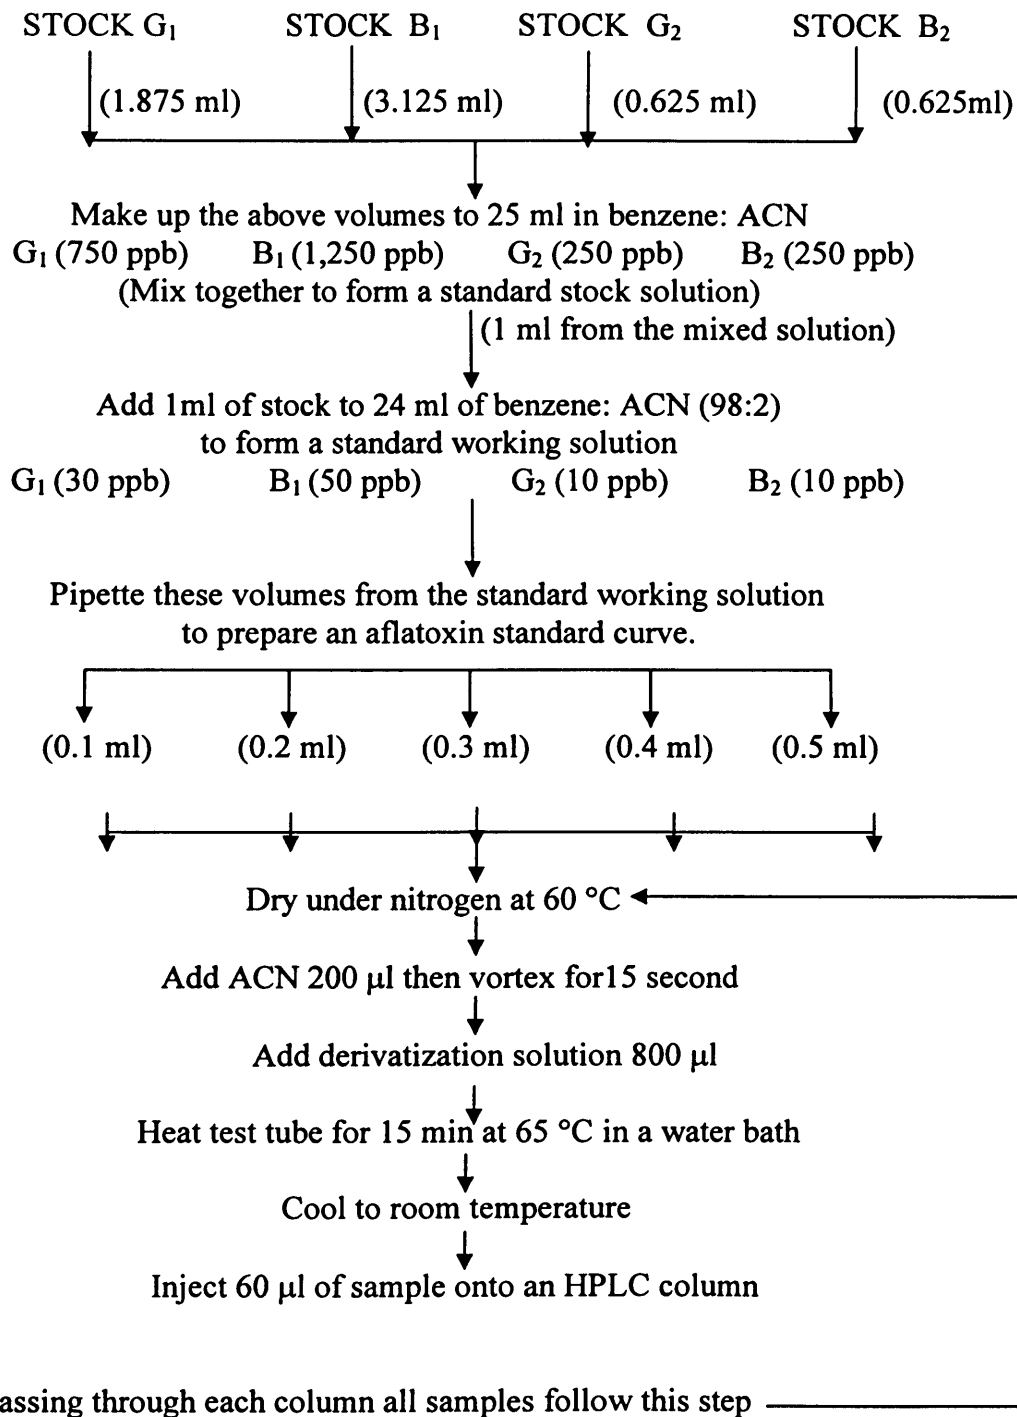 STOCK G₁ STOCK B₁ STOCK G₂ STOCK B₂
(1.875 ml) (3.125 ml) (0.625 ml) (0.625ml)
Make up the above volumes to 25 ml in benzene: ACN
G₁ (750 ppb) B₁ (1,250 ppb) G₂ (250 ppb) B₂ (250 ppb)
(Mix together to form a standard stock solution)
(1 ml from the mixed solution)
Add 1ml of stock to 24 ml of benzene: ACN (98:2)
to form a standard working solution
G₁ (30 ppb) B₁ (50 ppb) G₂ (10 ppb) B₂ (10 ppb)
Pipette these volumes from the standard working solution
to prepare an aflatoxin standard curve.
(0.1 ml) (0.2 ml) (0.3 ml) (0.4 ml) (0.5 ml)
Dry under nitrogen at 60 °C
Add ACN 200 µl then vortex for15 second
Add derivatization solution 800 µl
Heat test tube for 15 min at 65 °C in a water bath
Cool to room temperature
Inject 60 µl of sample onto an HPLC column
assing through each column all samples follow this step